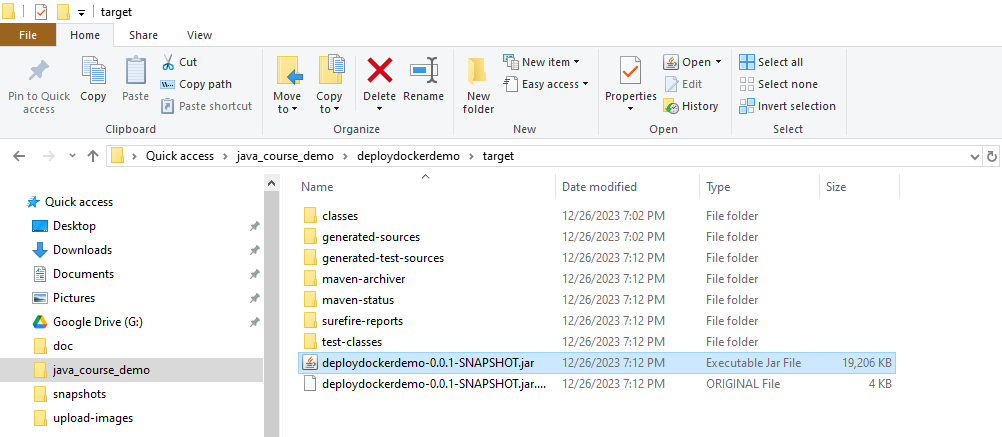 target
File Home Share View
Pin to Quick access
Copy
Paste
Cut
Copy path
Paste shortcut
Clipboard
Move to
Copy to
Delete
Rename
Organize
New folder
New item
Easy access
New
Properties
Open
Edit
History
Open
Select all
Select none
Invert selection
Select
Quick access java_course_demo deploydockerdemo target
Quick access
Desktop
Downloads
Documents
Pictures
Google Drive (G:)
doc
java_course_demo
snapshots
upload-images
Name Date modified Type Size
classes 12/26/2023 7:02 PM File folder
generated-sources 12/26/2023 7:02 PM File folder
generated-test-sources 12/26/2023 7:12 PM File folder
maven-archiver 12/26/2023 7:12 PM File folder
maven-status 12/26/2023 7:12 PM File folder
surefire-reports 12/26/2023 7:12 PM File folder
test-classes 12/26/2023 7:12 PM File folder
deploydockerdemo-0.0.1-SNAPSHOT.jar 12/26/2023 7:12 PM Executable Jar File 19,206 KB
deploydockerdemo-0.0.1-SNAPSHOT.jar.... 12/26/2023 7:12 PM ORIGINAL File 4 KB